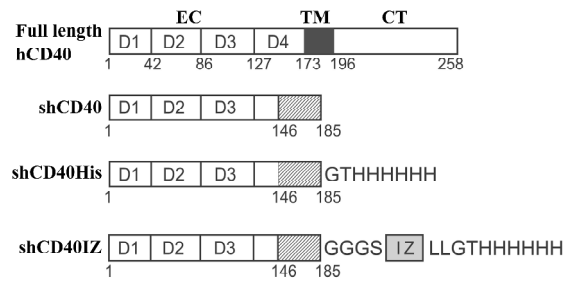 EC TM CT
Full length
hCD40
D1 D2 D3 D4
1 42 86 127 173 196 258
shCD40
D1 D2 D3
1 146 185
shCD40His
D1 D2 D3 GTHHHHHHH
1 146 185
shCD40IZ
D1 D2 D3 GGGS IZ LLGTHHHHHH
1 146 185